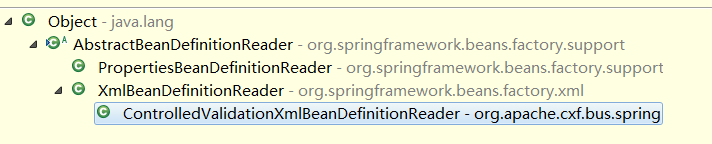 Object - java.lang
AbstractBeanDefinitionReader - org.springframework.beans.factory.support
PropertiesBeanDefinitionReader - org.springframework.beans.factory.support
XmlBeanDefinitionReader - org.springframework.beans.factory.xml
ControlledValidationXmlBeanDefinitionReader - org.apache.cxf.bus.spring